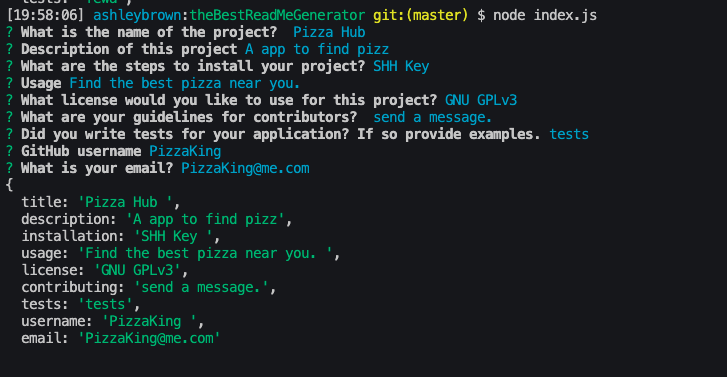 tests: 'rewd',
[19:58:06] ashleybrown:theBestReadMeGenerator git:(master) $ node index.js
? What is the name of the project?  Pizza Hub
? Description of this project A app to find pizz
? What are the steps to install your project? SHH Key
? Usage Find the best pizza near you.
? What license would you like to use for this project? GNU GPLv3
? What are your guidelines for contributors?  send a message.
? Did you write tests for your application? If so provide examples. tests
? GitHub username PizzaKing
? What is your email? PizzaKing@me.com
{
  title: 'Pizza Hub ',
  description: 'A app to find pizz',
  installation: 'SHH Key ',
  usage: 'Find the best pizza near you. ',
  license: 'GNU GPLv3',
  contributing: 'send a message.',
  tests: 'tests',
  username: 'PizzaKing ',
  email: 'PizzaKing@me.com'